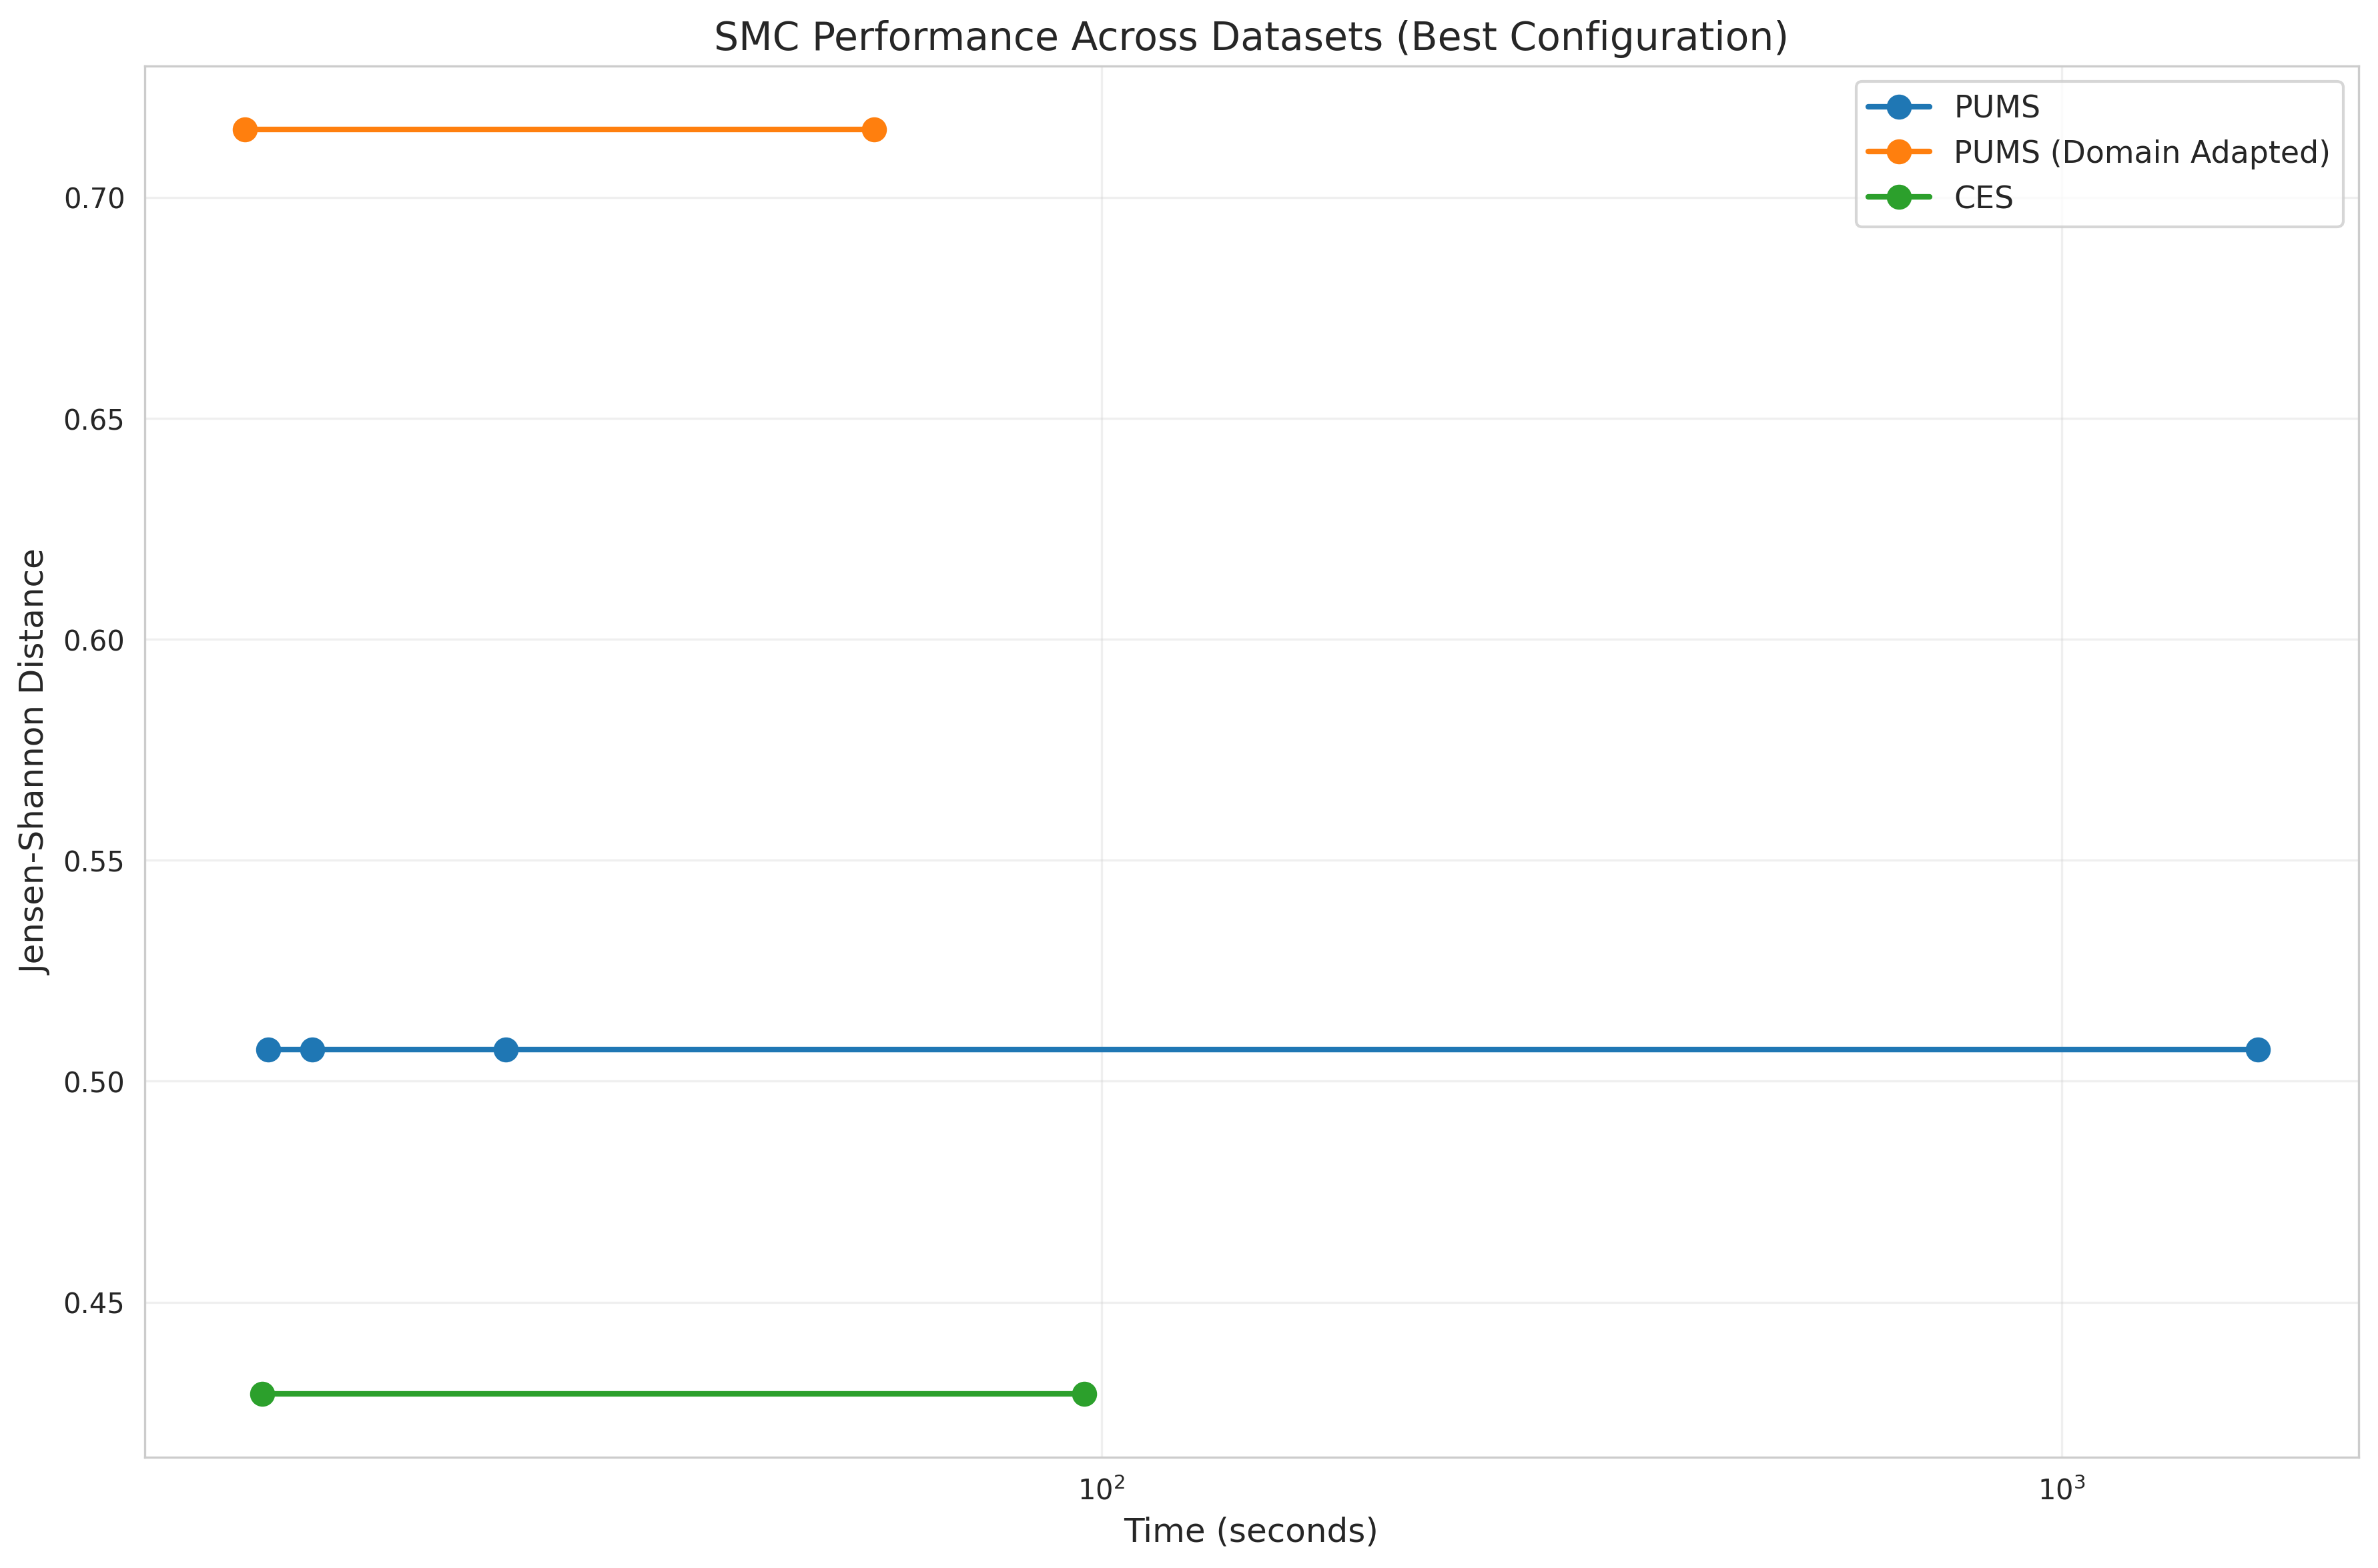 SMC Performance Across Datasets (Best Configuration)
PUMS
PUMS (Domain Adapted)
CES
Jensen-Shannon Distance
0.70
0.65
0.60
0.55
0.50
0.45
10²
10³
Time (seconds)